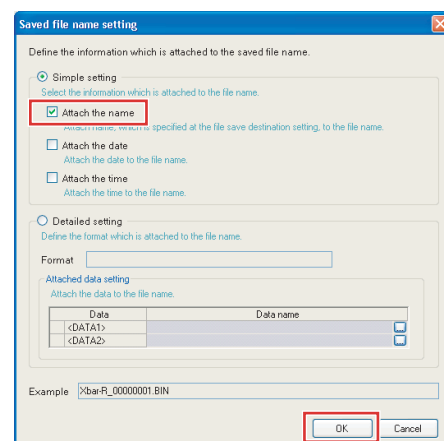 Saved file name setting
Define the information which is attached to the saved file name.
Simple setting
Select the information which is attached to the file name.
Attach the name
Attach name, which is specified at the file save destination setting, to the file name.
Attach the date
Attach the date to the file name.
Attach the time
Attach the time to the file name.
Detailed setting
Define the format which is attached to the file name.
Format
Attached data setting
Attach the data to the file name.
Data Data name
<DATA1>
<DATA2>
Example Xbar-R_00000001.BIN
OK Cancel